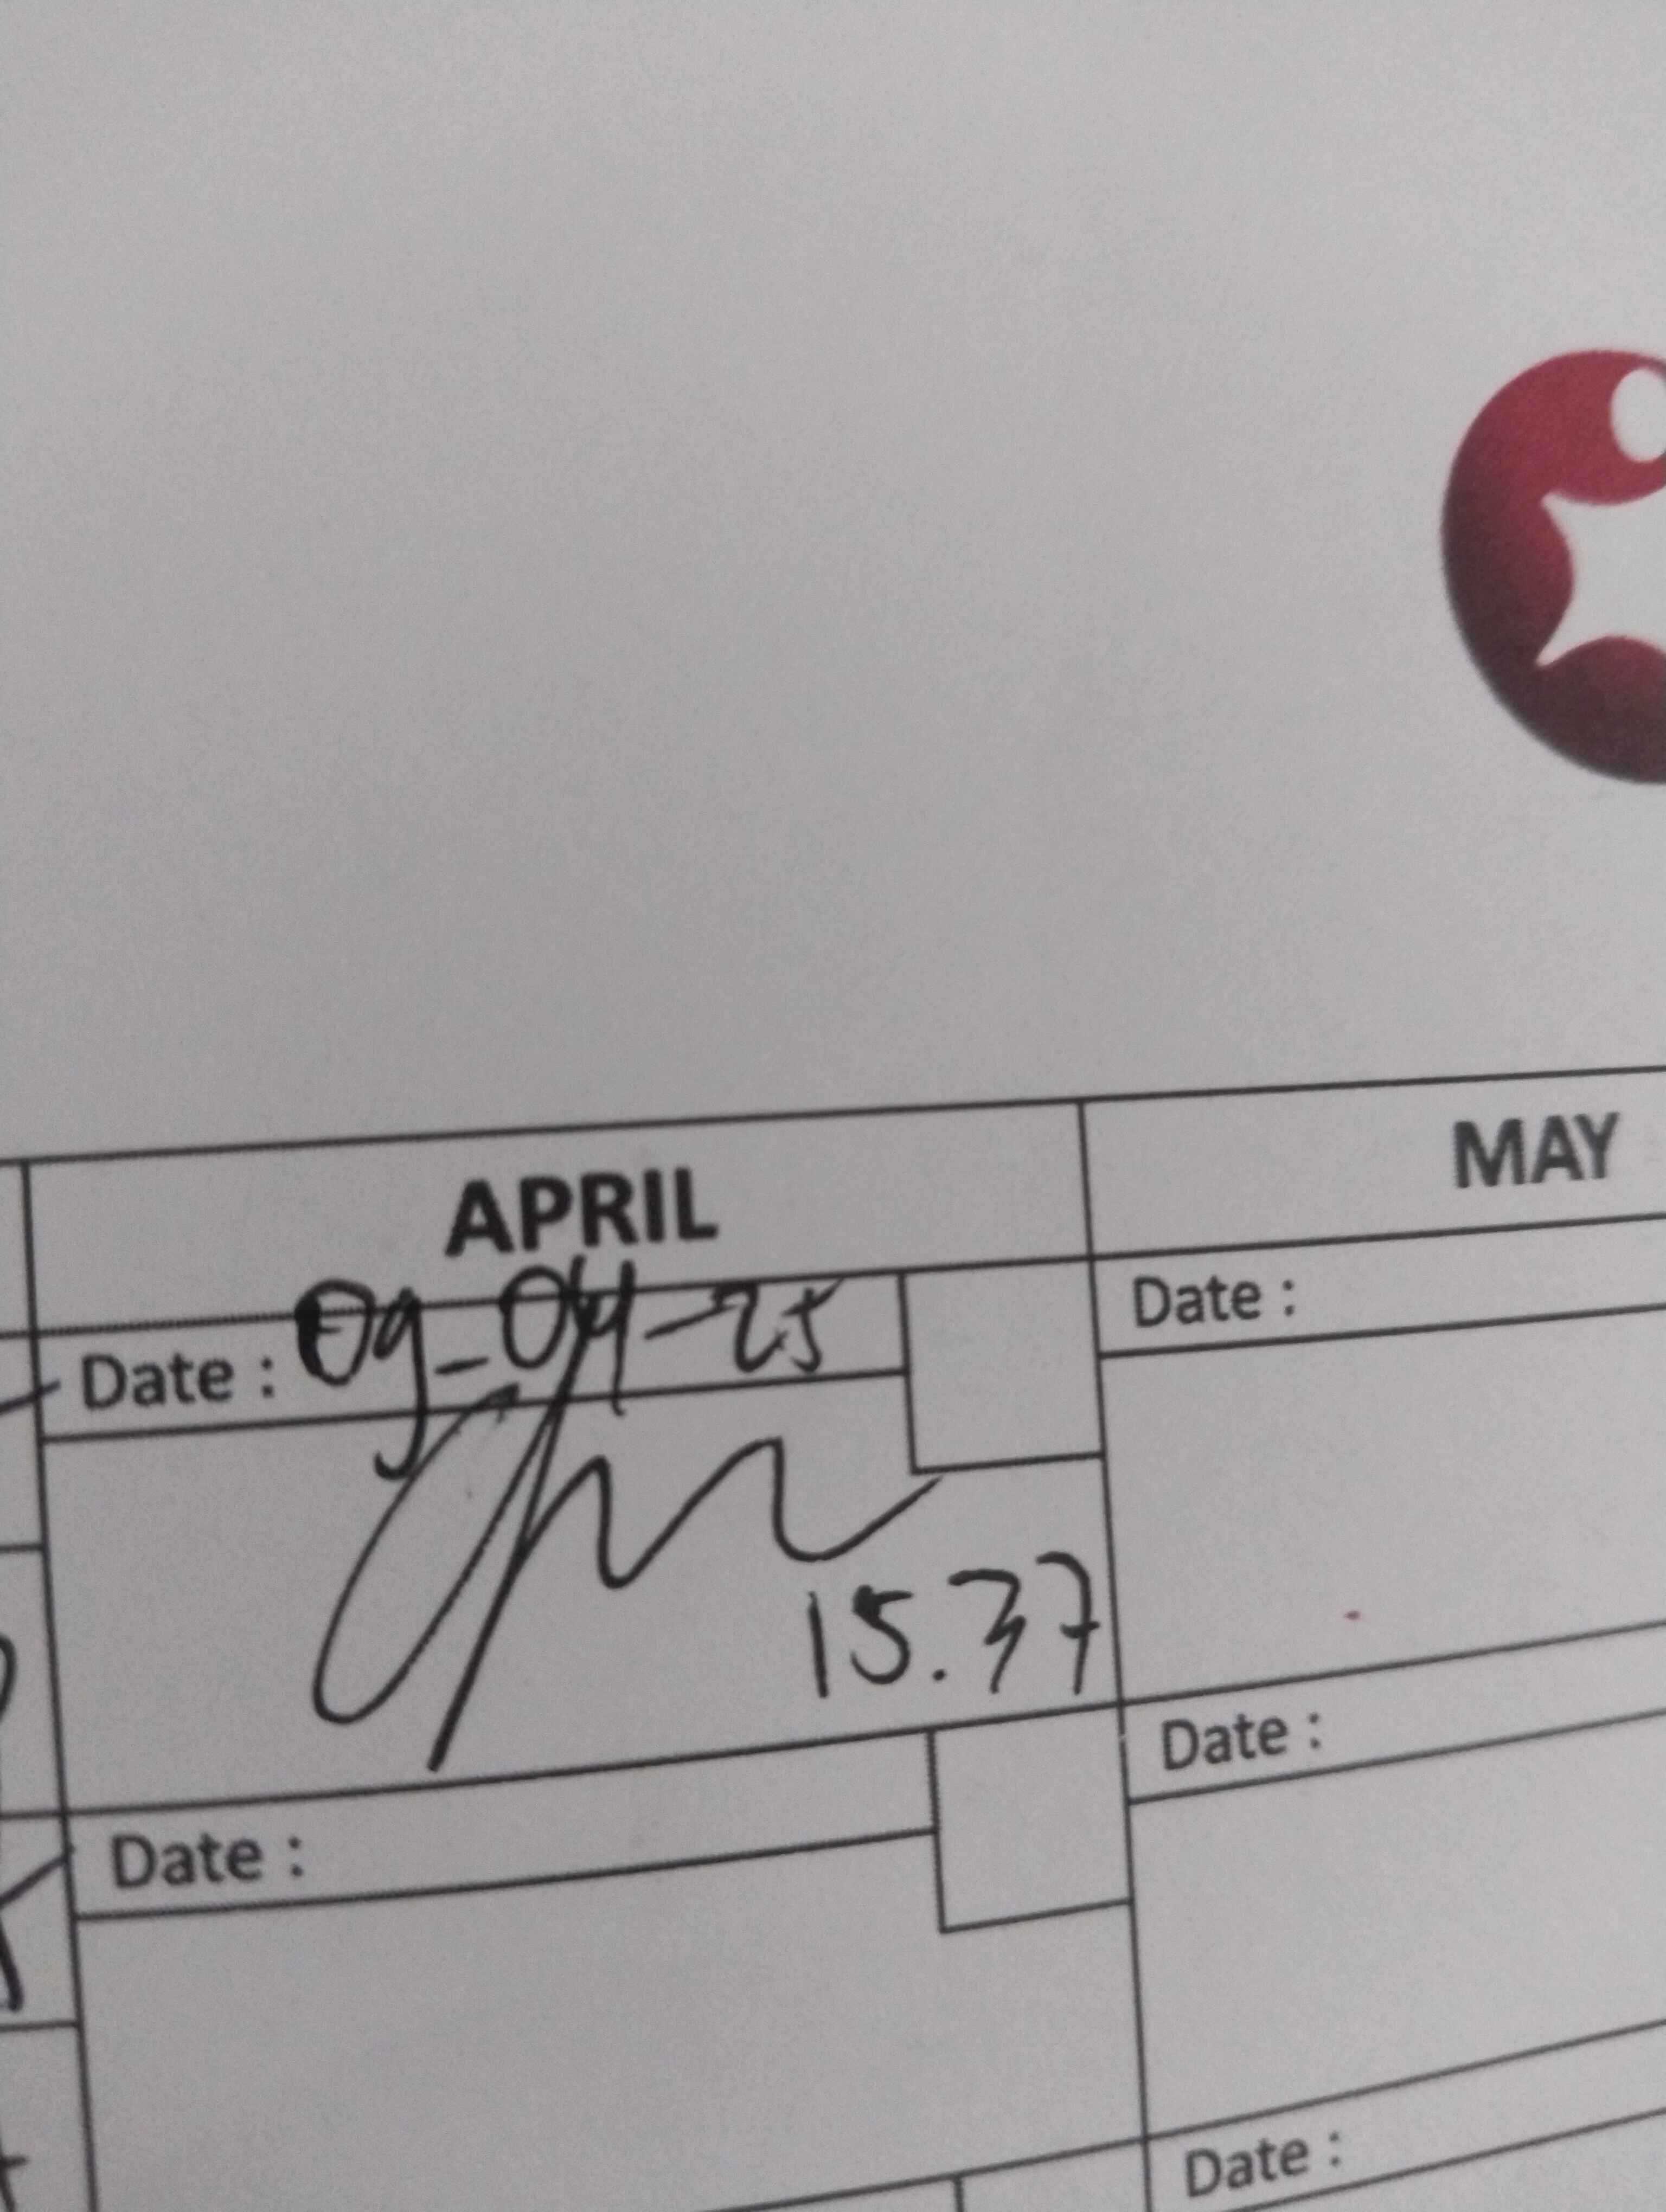 APRIL
MAY
Date : 09-04-25
Date :
15.37
Date :
Date :
Date :